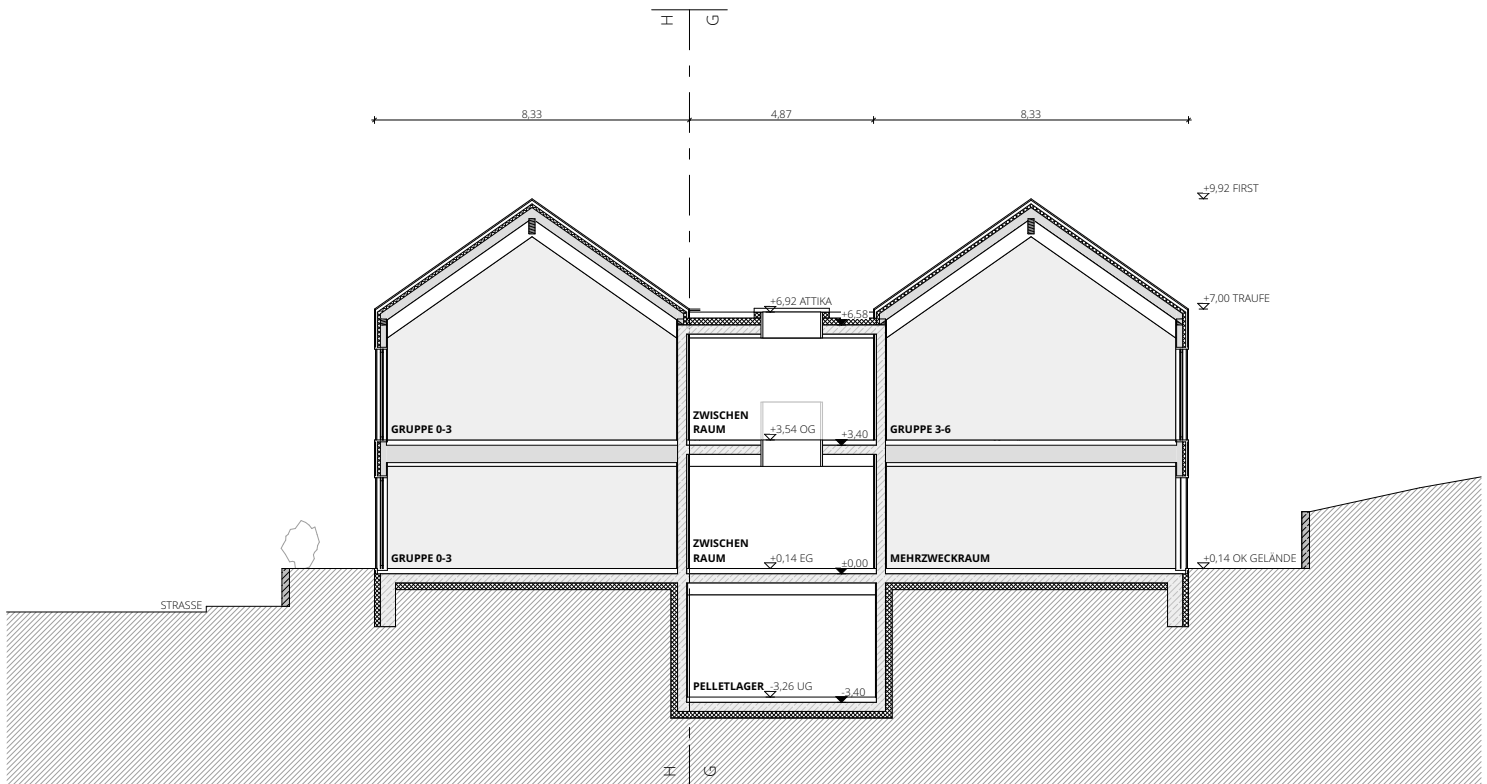 H G
8,33 4,87 8,33
+9,92 FIRST
+6,92 ATTIKA
+7,00 TRAUFE
+6,58
ZWISCHEN
RAUM
GRUPPE 0-3
GRUPPE 3-6
+3,54 OG
+3,40
ZWISCHEN
RAUM
GRUPPE 0-3
MEHRZWECKRAUM
+0,14 EG
±0,00
+0,14 OK GELÄNDE
STRASSE
PELLETLAGER
-3,26 UG
-3,40
H G